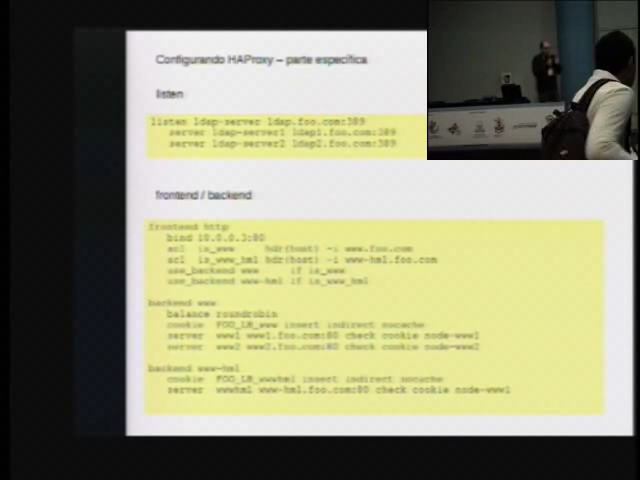 Configurando HAProxy – parte específica
listen
listen ldap-server ldap.foo.com:389
server ldap-server1 ldap1.foo.com:389
server ldap-server2 ldap2.foo.com:389
frontend / backend
frontend http
bind 10.0.0.3:80
acl is_www hdr(host) -i www.foo.com
acl is_www_hml hdr(host) -i www-hml.foo.com
use_backend www if is_www
use_backend www-hml if is_www_hml
backend www
balance roundrobin
cookie FOO_LB_www insert indirect nocache
server www1 www1.foo.com:80 check cookie node-www1
server www2 www2.foo.com:80 check cookie node-www2
backend www-hml
cookie FOO_LB_wwwhml insert indirect nocache
server wwwhml www-hml.foo.com:80 check cookie node-www1